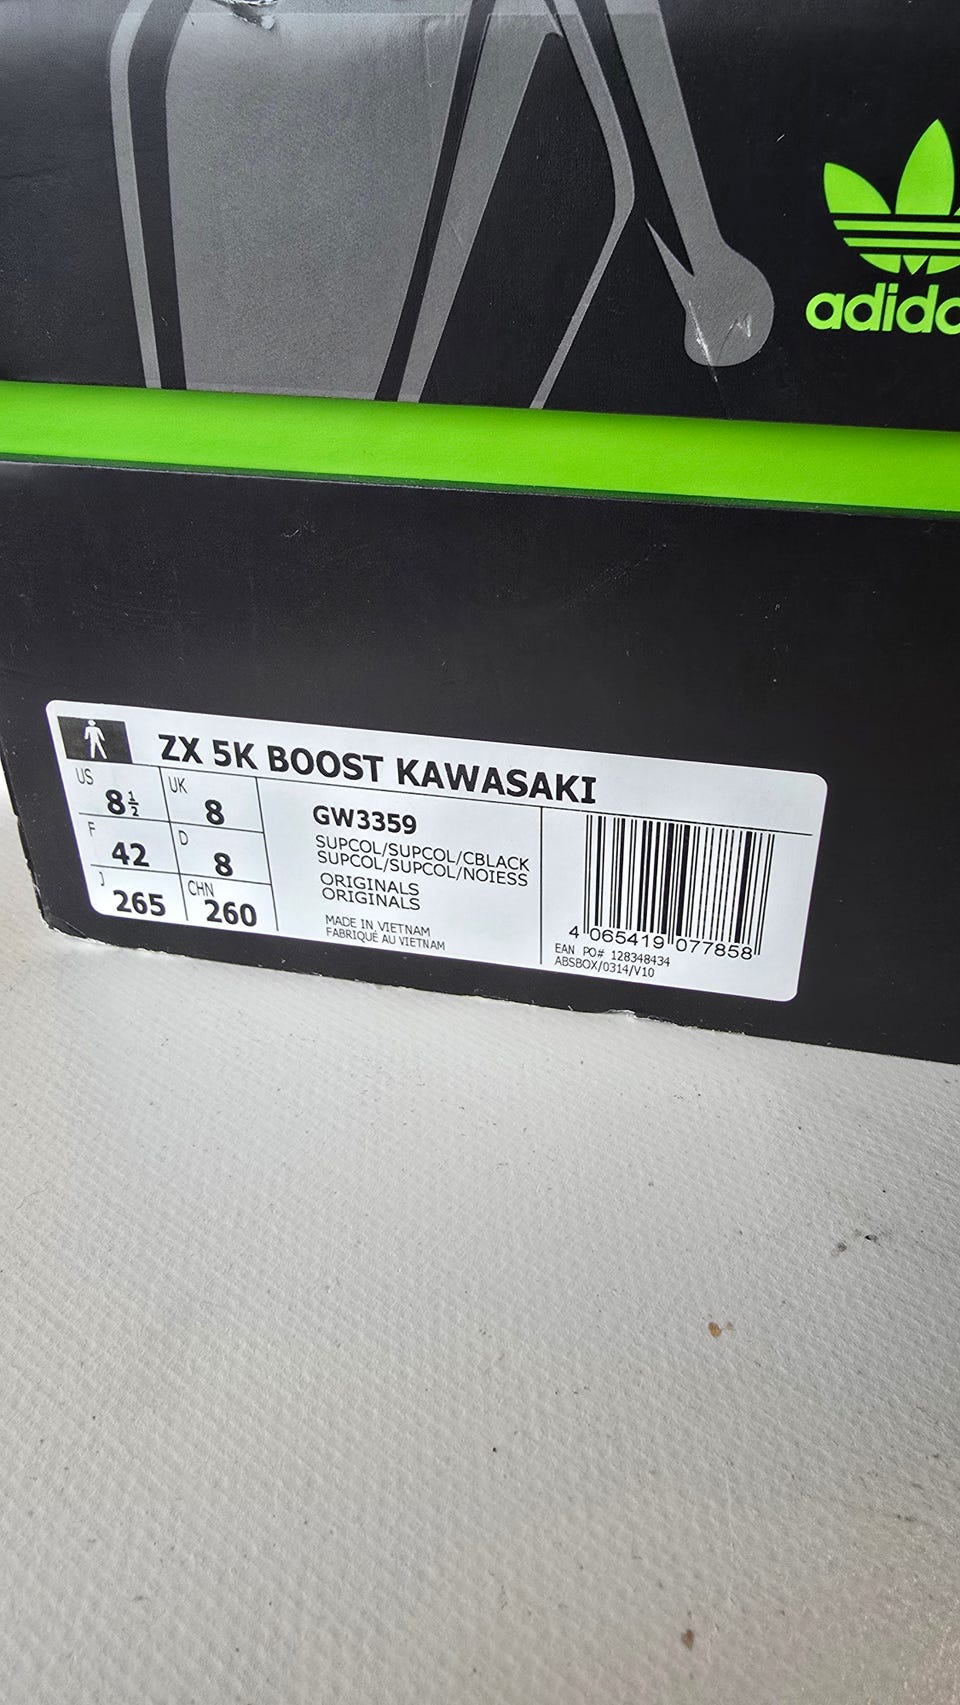 adidas
ZX 5K BOOST KAWASAKI
US 8½ UK 8
F 42 D 8
J 265 CHN 260
GW3359
SUPCOL/SUPCOL/CBLACK
SUPCOL/SUPCOL/NOIESS
ORIGINALS
ORIGINALS
MADE IN VIETNAM
FABRIQUÉ AU VIETNAM
4 065419 077858
EAN PO# 128348434
ABSBOX/0314/V10